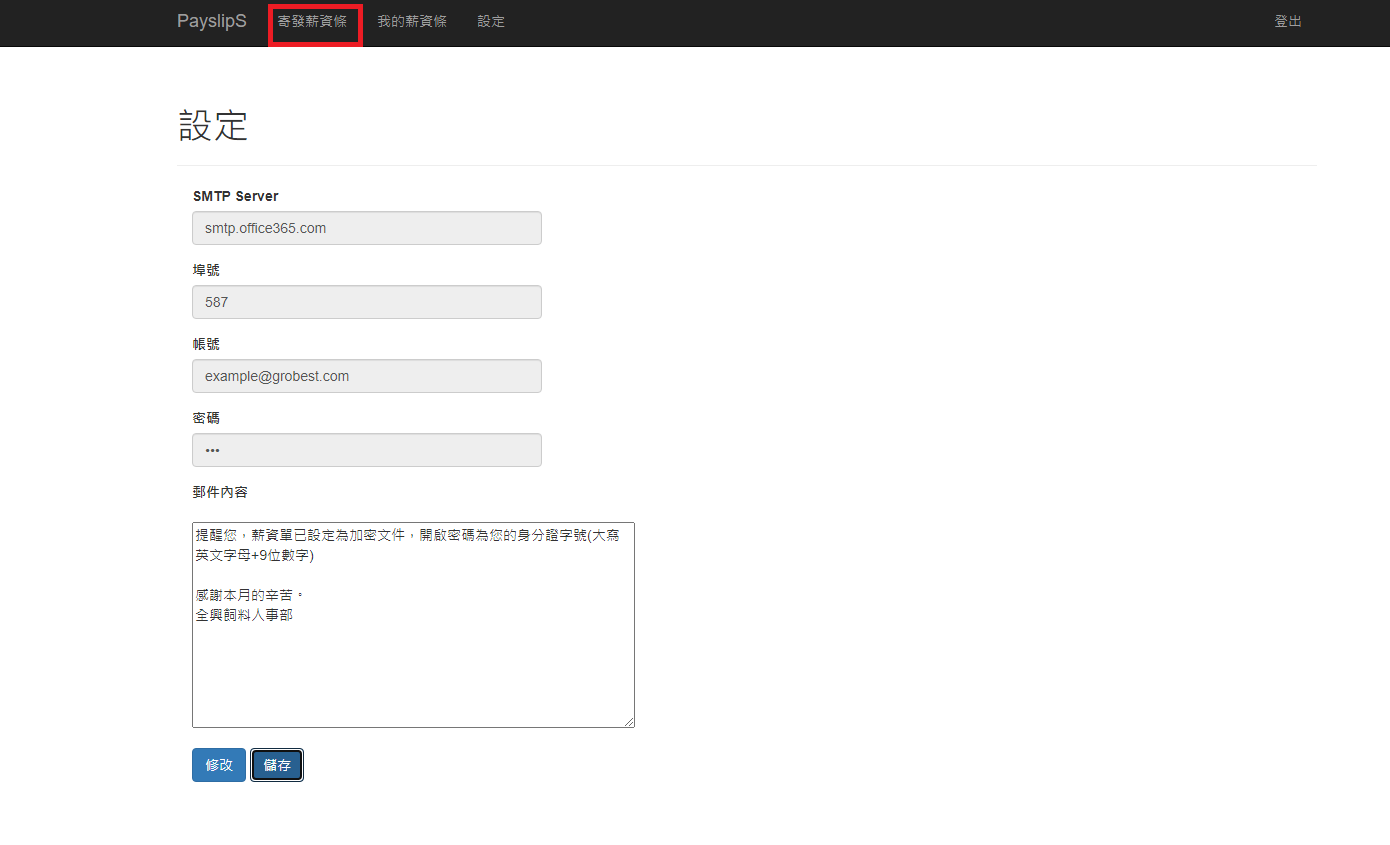 PayslipS 寄發薪資條 我的薪資條 設定 登出
設定
SMTP Server
smtp.office365.com
埠號
587
帳號
example@grobest.com
密碼
•••
郵件內容
提醒您，薪資單已設定為加密文件，開啟密碼為您的身分證字號(大寫
英文字母+9位數字)
感謝本月的辛苦。
全興飼料人事部
修改 儲存